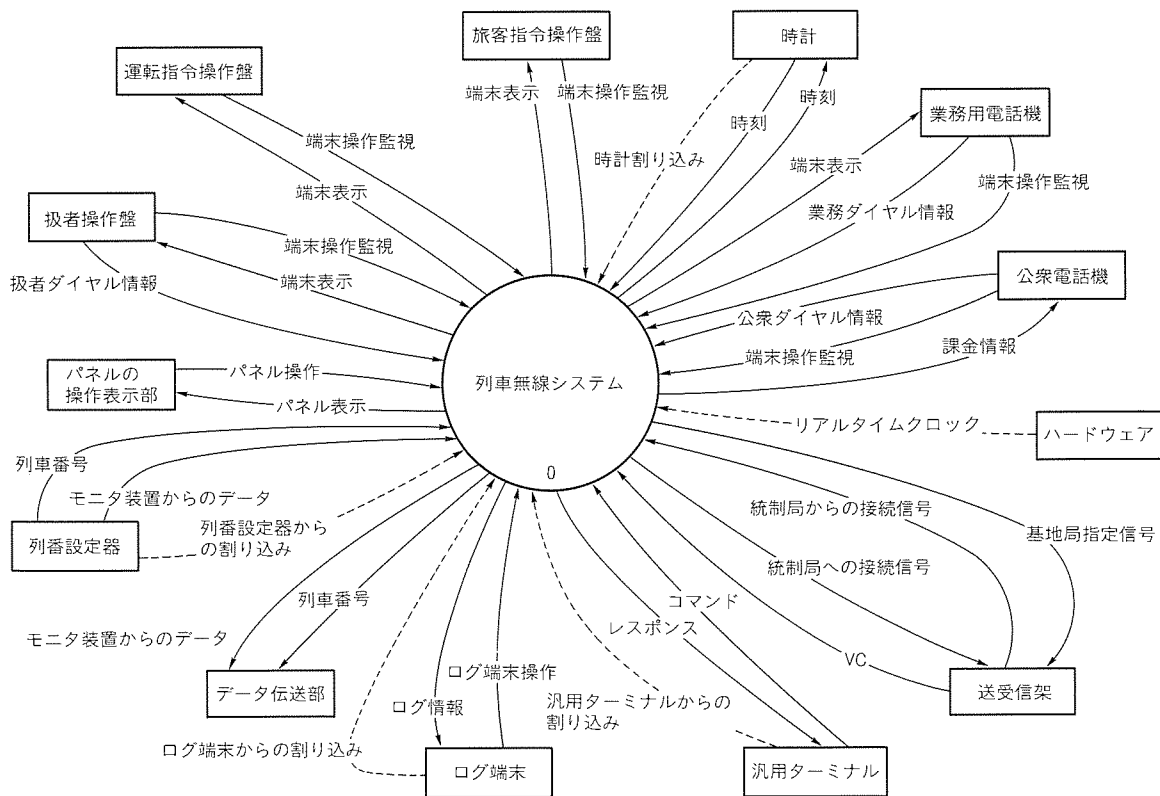 旅客指令操作盤
時計
運転指令操作盤
端末表示
端末操作監視
時刻
業務用電話機
端末操作監視
時刻
時計割り込み
端末表示
端末表示
端末操作監視
扱者操作盤
業務ダイヤル情報
端末操作監視
公衆電話機
扱者ダイヤル情報
端末表示
公衆ダイヤル情報
課金情報
端末操作監視
パネルの
操作表示部
パネル操作
列車無線システム
パネル表示
リアルタイムクロック
ハードウェア
列車番号
0
モニタ装置からのデータ
統制局からの接続信号
列番設定器
列番設定器から
の割り込み
基地局指定信号
統制局への接続信号
列車番号
コマンド
モニタ装置からのデータ
レスポンス
VC
データ伝送部
ログ端末操作
送受信架
ログ情報
汎用ターミナルからの
割り込み
ログ端末からの割り込み
ログ端末
汎用ターミナル